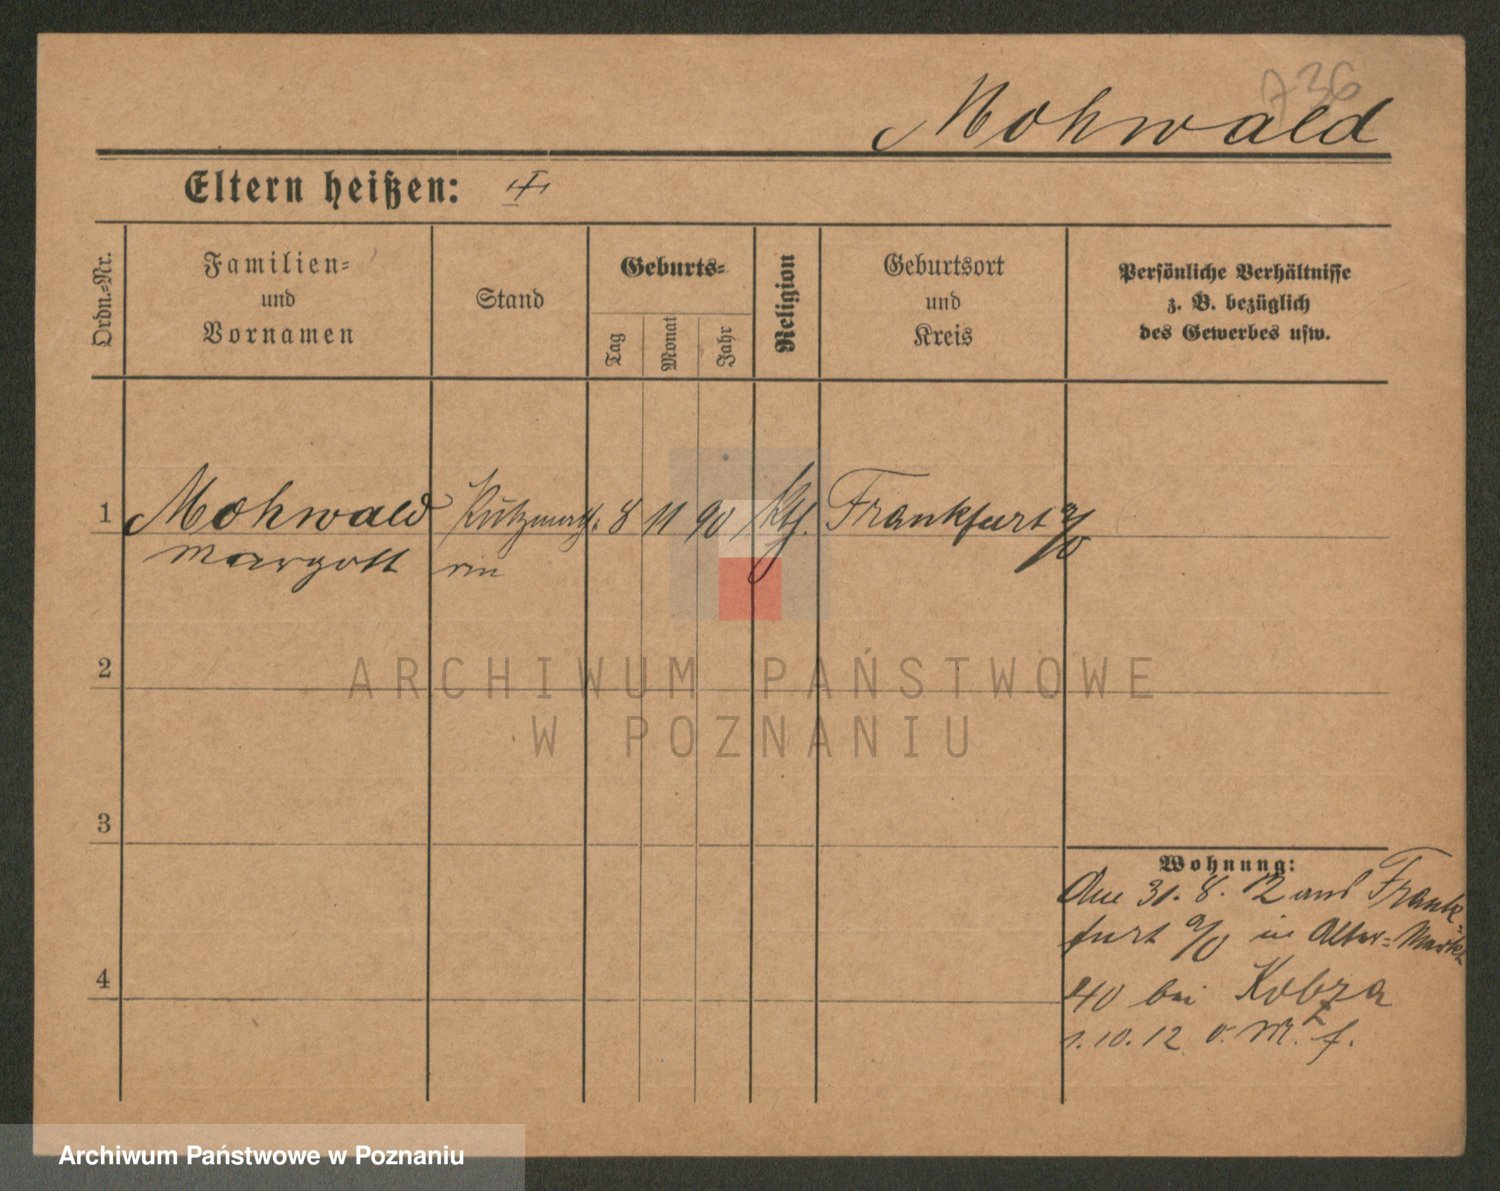 736
Mohwald
Eltern heißen:
Ordn.-Nr.
Familien-
und
Vornamen
Stand
Geburts-
Tag
Monat
Jahr
Religion
Geburtsort
und
Kreis
Persönliche Verhältnisse
z. B. bezüglich
des Gewerbes usw.
1 Mohwald Putzmach- 8 11 90 kth. Frankfurt a/O
Margott rin
2
3
4
Wohnung:
Am 31. 8. 12 aus Frank-
furt a/O in Alter-Markt
40 bei Kobza
1. 10. 12 v. M. f.
ARCHIWUM PAŃSTWOWE
W POZNANIU
Archiwum Państwowe w Poznaniu